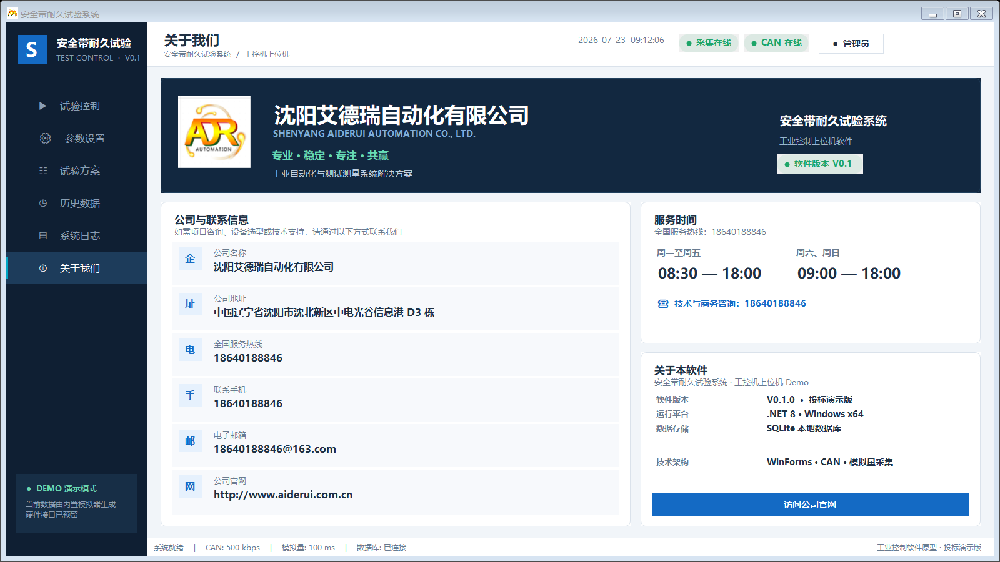 安全带耐久试验系统
S
安全带耐久试验
TEST CONTROL · V0.1
试验控制
参数设置
试验方案
历史数据
系统日志
关于我们
DEMO 演示模式
当前数据由内置模拟器生成
硬件接口已预留
关于我们
安全带耐久试验系统 / 工控机上位机
2026-07-23 09:12:06
● 采集在线
● CAN 在线
● 管理员
ADR
AUTOMATION
沈阳艾德瑞自动化有限公司
SHENYANG AIDERUI AUTOMATION CO., LTD.
专业 • 稳定 • 专注 • 共赢
工业自动化与测试测量系统解决方案
安全带耐久试验系统
工业控制上位机软件
● 软件版本 V0.1
公司与联系信息
如需项目咨询、设备选型或技术支持，请通过以下方式联系我们
企
公司名称
沈阳艾德瑞自动化有限公司
址
公司地址
中国辽宁省沈阳市沈北新区中电光谷信息港 D3 栋
电
全国服务热线
18640188846
手
联系手机
18640188846
邮
电子邮箱
18640188846@163.com
网
公司官网
http://www.aiderui.com.cn
服务时间
全国服务热线：18640188846
周一至周五
08:30 — 18:00
周六、周日
09:00 — 18:00
技术与商务咨询：18640188846
关于本软件
安全带耐久试验系统 · 工控机上位机 Demo
软件版本 V0.1.0 • 投标演示版
运行平台 .NET 8 • Windows x64
数据存储 SQLite 本地数据库
技术架构 WinForms • CAN • 模拟量采集
访问公司官网
系统就绪 | CAN: 500 kbps | 模拟量: 100 ms | 数据库: 已连接
工业控制软件原型 · 投标演示版